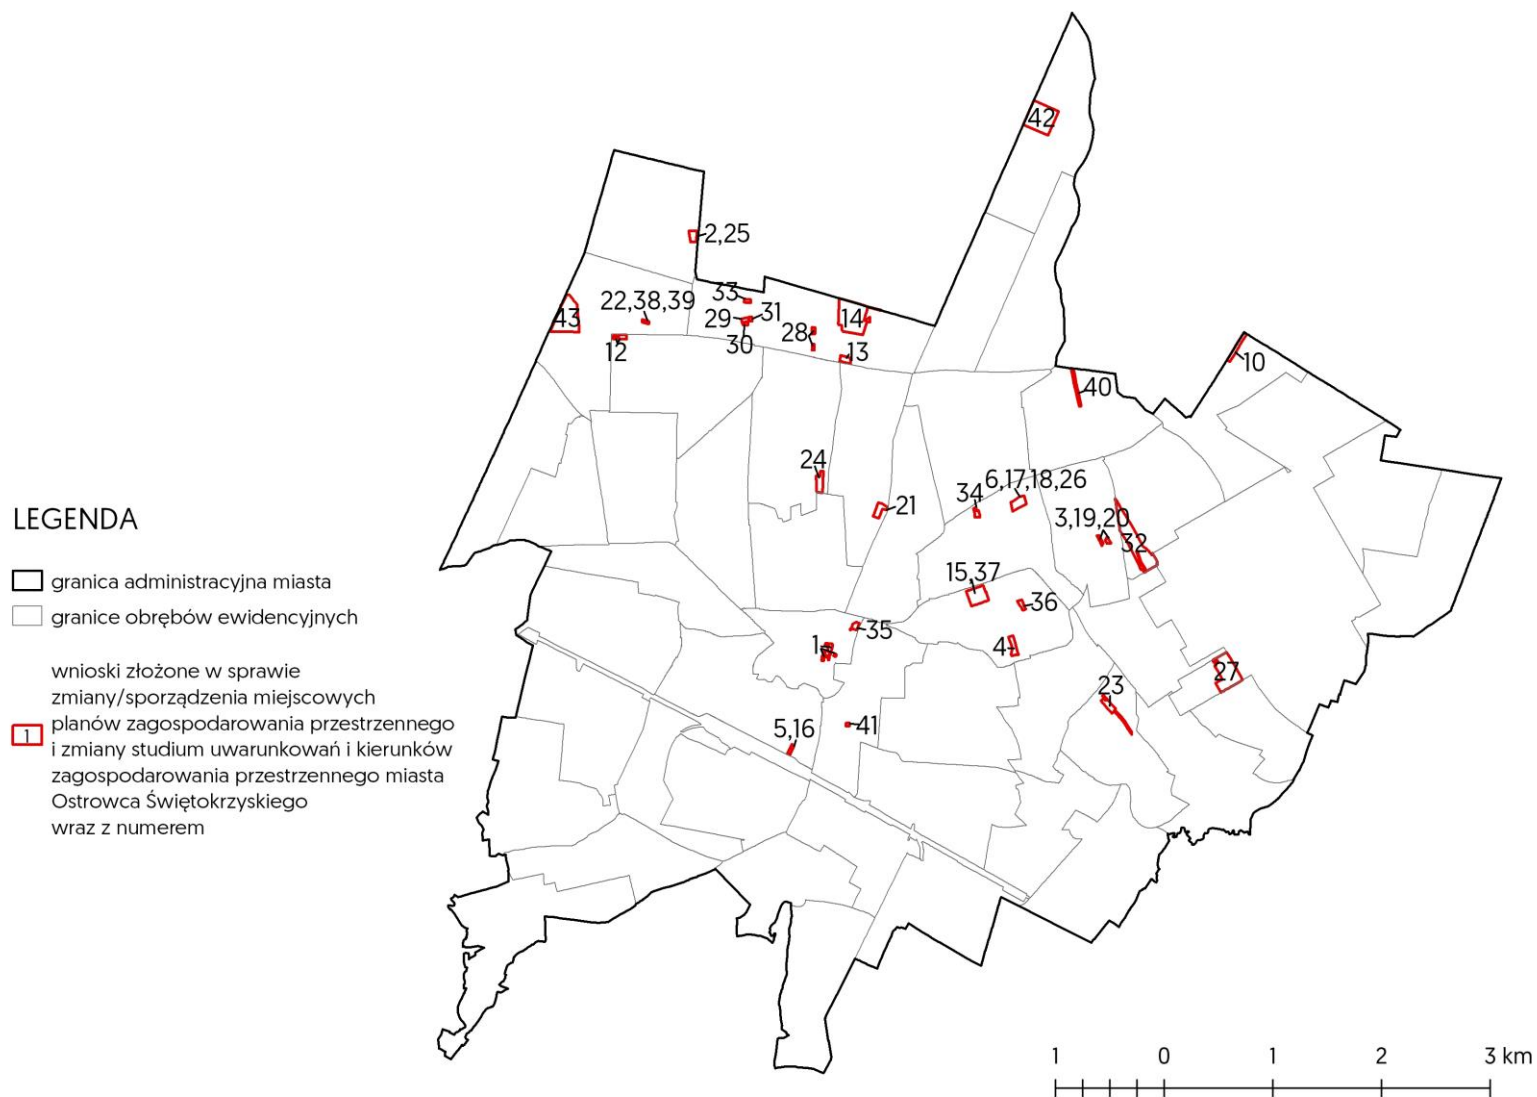 42
2,25
33
22,38,39
43
29
31
14
28
30
12
13
10
40
24
6,17,18,26
34
21
3,19,20
32
15,37
36
35
1
4
27
23
5,16
41
LEGENDA
granica administracyjna miasta
granice obrębów ewidencyjnych
wnioski złożone w sprawie
zmiany/sporządzenia miejscowych
1 planów zagospodarowania przestrzennego
i zmiany studium uwarunkowań i kierunków
zagospodarowania przestrzennego miasta
Ostrowca Świętokrzyskiego
wraz z numerem
1 0 1 2 3 km